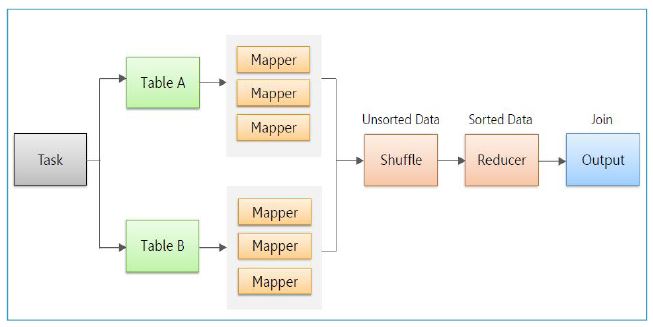 Task
Table A
Mapper
Mapper
Mapper
Table B
Mapper
Mapper
Mapper
Unsorted Data
Shuffle
Sorted Data
Reducer
Join
Output